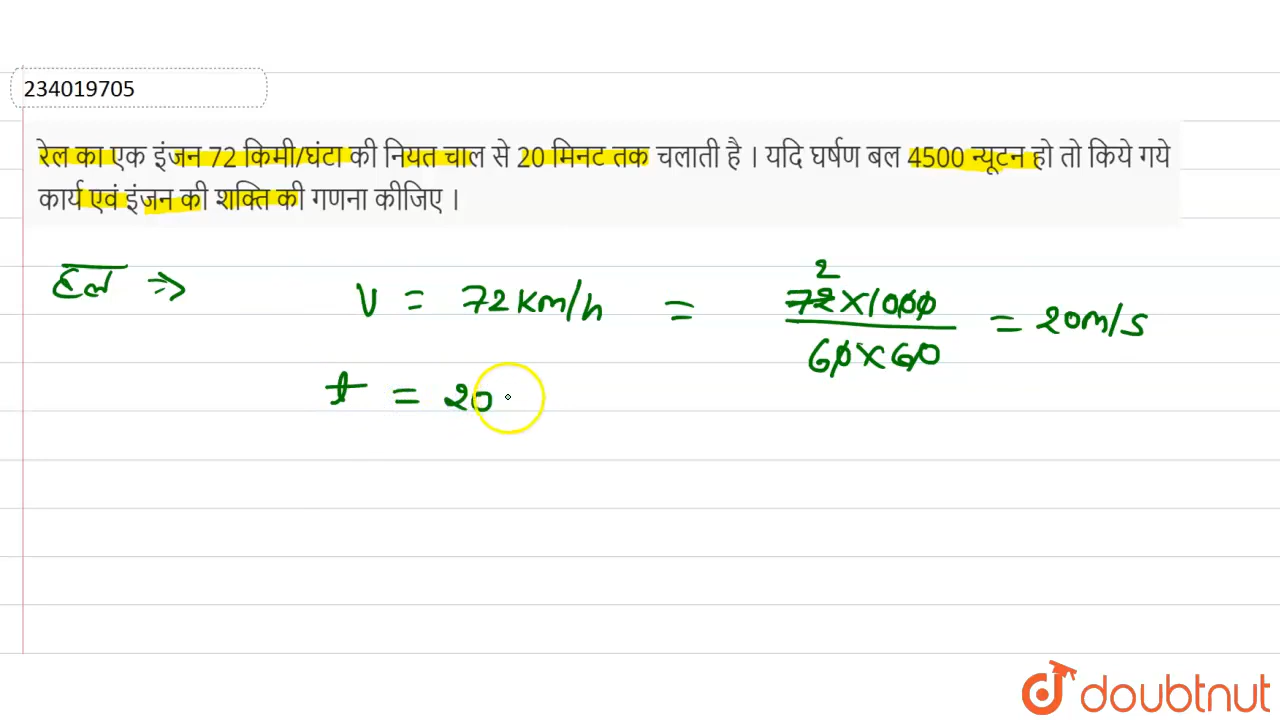 234019705
रेल का एक इंजन 72 किमी/घंटा की नियत चाल से 20 मिनट तक चलाती है । यदि घर्षण बल 4500 न्यूटन हो तो किये गये
कार्य एवं इंजन की शक्ति की गणना कीजिए ।
हल ⇒ V = 72 Km/h = 72×1000 / 60×60 = 20 m/s
2
t = 20
doubtnut